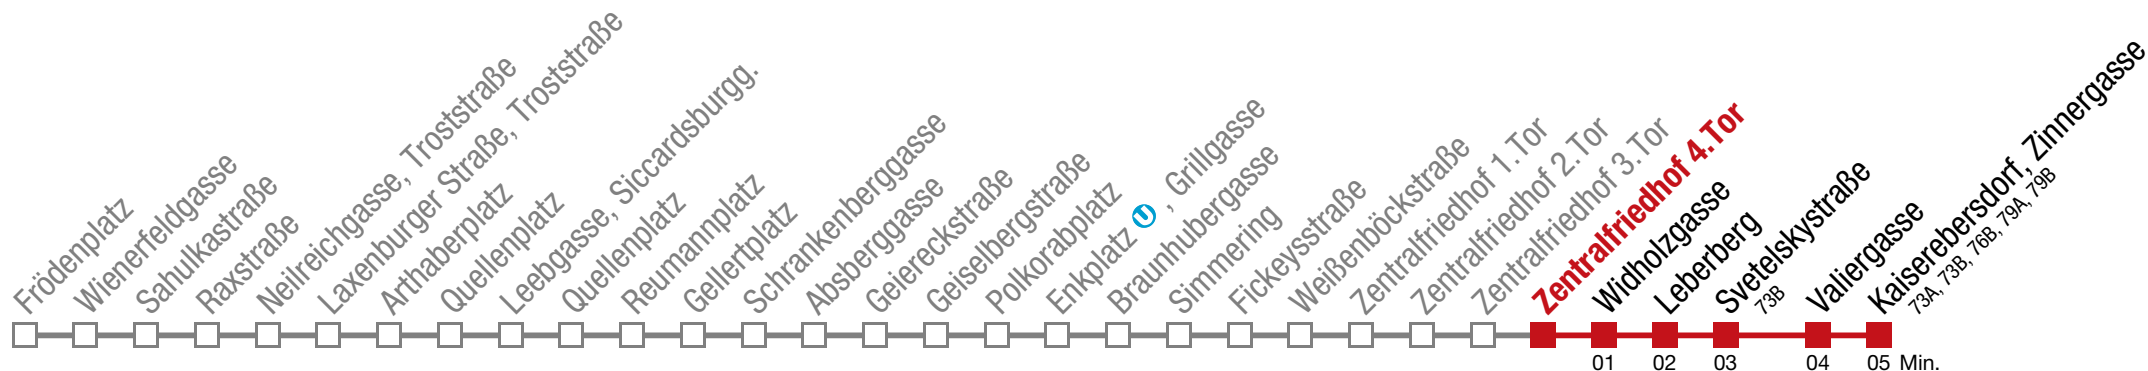 Frödenplatz
Wienerfeldgasse
Sahulkastraße
Raxstraße
Neilreichgasse, Troststraße
Laxenburger Straße, Troststraße
Arthaberplatz
Quellenplatz
Leebgasse, Siccardsburgg.
Quellenplatz
Reumannplatz
Gellertplatz
Schrankenberggasse
Absberggasse
Geiereckstraße
Geiselbergstraße
Polkorabplatz
Enkplatz U , Grillgasse
Braunhubergasse
Simmering
Fickeysstraße
Weißenböckstraße
Zentralfriedhof 1.Tor
Zentralfriedhof 2.Tor
Zentralfriedhof 3.Tor
Zentralfriedhof 4.Tor
Widholzgasse
Leberberg
Svetelskystraße
73B
Valiergasse
Kaiserebersdorf, Zinnergasse
73A, 73B, 76B, 79A, 79B
01 02 03 04 05 Min.